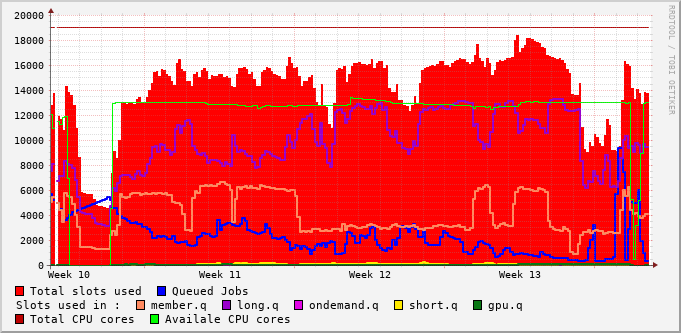 20000
18000
16000
14000
12000
10000
8000
6000
4000
2000
0
Week 10 Week 11 Week 12 Week 13
RRDTOOL / TOBI OETIKER
Total slots used Queued Jobs
Slots used in : member.q long.q ondemand.q short.q gpu.q
Total CPU cores Availale CPU cores